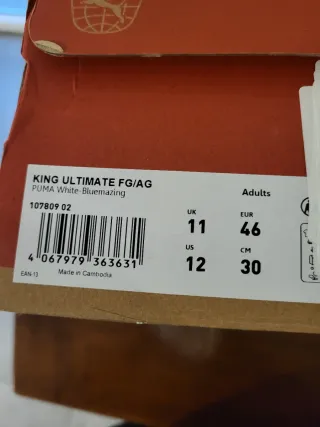 KING ULTIMATE FG/AG
PUMA White-Bluemazing
Adults
107809 02
UK
11
EUR
46
US
12
CM
30
4 067979 363631
EAN-13
Made in Cambodia